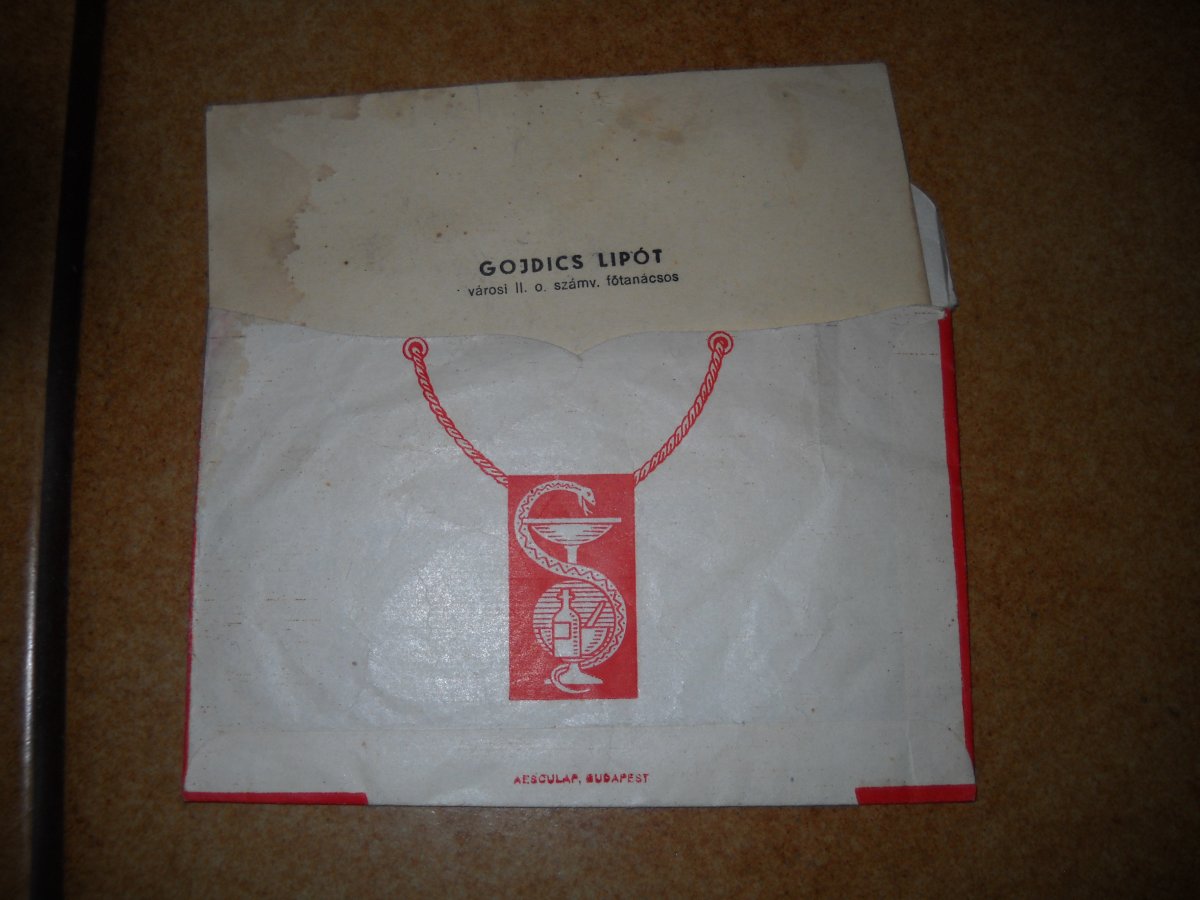 GOJDICS LIPÓT
városi II. o. számv. főtanácsos
AESCULAP, BUDAPEST